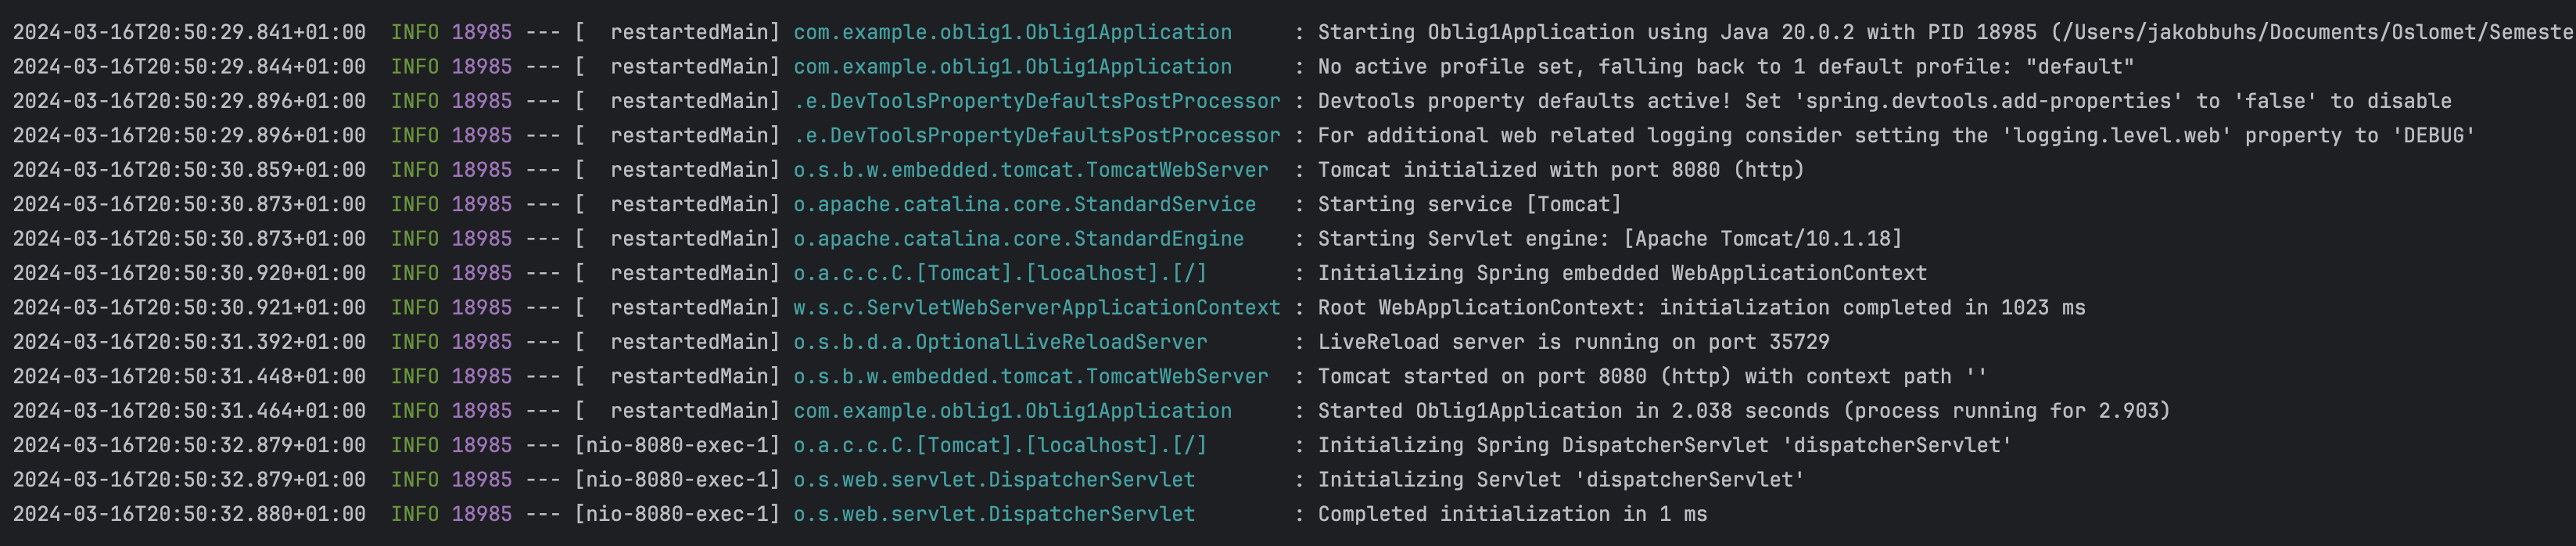 2024-03-16T20:50:29.841+01:00  INFO 18985 --- [  restartedMain] com.example.oblig1.Oblig1Application     : Starting Oblig1Application using Java 20.0.2 with PID 18985 (/Users/jakobbuhs/Documents/Oslomet/Semeste
2024-03-16T20:50:29.844+01:00  INFO 18985 --- [  restartedMain] com.example.oblig1.Oblig1Application     : No active profile set, falling back to 1 default profile: "default"
2024-03-16T20:50:29.896+01:00  INFO 18985 --- [  restartedMain] .e.DevToolsPropertyDefaultsPostProcessor : Devtools property defaults active! Set 'spring.devtools.add-properties' to 'false' to disable
2024-03-16T20:50:29.896+01:00  INFO 18985 --- [  restartedMain] .e.DevToolsPropertyDefaultsPostProcessor : For additional web related logging consider setting the 'logging.level.web' property to 'DEBUG'
2024-03-16T20:50:30.859+01:00  INFO 18985 --- [  restartedMain] o.s.b.w.embedded.tomcat.TomcatWebServer  : Tomcat initialized with port 8080 (http)
2024-03-16T20:50:30.873+01:00  INFO 18985 --- [  restartedMain] o.apache.catalina.core.StandardService   : Starting service [Tomcat]
2024-03-16T20:50:30.873+01:00  INFO 18985 --- [  restartedMain] o.apache.catalina.core.StandardEngine    : Starting Servlet engine: [Apache Tomcat/10.1.18]
2024-03-16T20:50:30.920+01:00  INFO 18985 --- [  restartedMain] o.a.c.c.C.[Tomcat].[localhost].[/]       : Initializing Spring embedded WebApplicationContext
2024-03-16T20:50:30.921+01:00  INFO 18985 --- [  restartedMain] w.s.c.ServletWebServerApplicationContext : Root WebApplicationContext: initialization completed in 1023 ms
2024-03-16T20:50:31.392+01:00  INFO 18985 --- [  restartedMain] o.s.b.d.a.OptionalLiveReloadServer       : LiveReload server is running on port 35729
2024-03-16T20:50:31.448+01:00  INFO 18985 --- [  restartedMain] o.s.b.w.embedded.tomcat.TomcatWebServer  : Tomcat started on port 8080 (http) with context path ''
2024-03-16T20:50:31.464+01:00  INFO 18985 --- [  restartedMain] com.example.oblig1.Oblig1Application     : Started Oblig1Application in 2.038 seconds (process running for 2.903)
2024-03-16T20:50:32.879+01:00  INFO 18985 --- [nio-8080-exec-1] o.a.c.c.C.[Tomcat].[localhost].[/]       : Initializing Spring DispatcherServlet 'dispatcherServlet'
2024-03-16T20:50:32.879+01:00  INFO 18985 --- [nio-8080-exec-1] o.s.web.servlet.DispatcherServlet        : Initializing Servlet 'dispatcherServlet'
2024-03-16T20:50:32.880+01:00  INFO 18985 --- [nio-8080-exec-1] o.s.web.servlet.DispatcherServlet        : Completed initialization in 1 ms